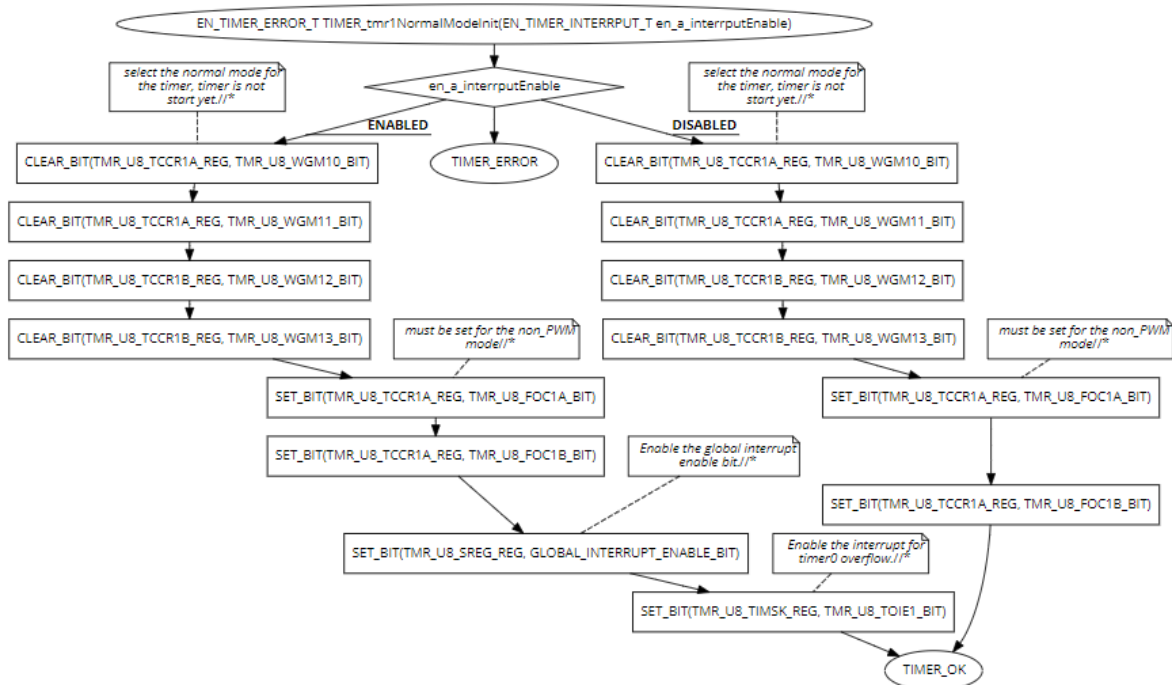 EN_TIMER_ERROR_T TIMER_tmr1NormalModeInit(EN_TIMER_INTERRPUT_T en_a_interrputEnable)
select the normal mode for
the timer, timer is not
start yet.//*
en_a_interrputEnable
select the normal mode for
the timer, timer is not
start yet.//*
ENABLED
DISABLED
CLEAR_BIT(TMR_U8_TCCR1A_REG, TMR_U8_WGM10_BIT)
TIMER_ERROR
CLEAR_BIT(TMR_U8_TCCR1A_REG, TMR_U8_WGM10_BIT)
CLEAR_BIT(TMR_U8_TCCR1A_REG, TMR_U8_WGM11_BIT)
CLEAR_BIT(TMR_U8_TCCR1A_REG, TMR_U8_WGM11_BIT)
CLEAR_BIT(TMR_U8_TCCR1B_REG, TMR_U8_WGM12_BIT)
CLEAR_BIT(TMR_U8_TCCR1B_REG, TMR_U8_WGM12_BIT)
CLEAR_BIT(TMR_U8_TCCR1B_REG, TMR_U8_WGM13_BIT)
must be set for the non_PWM
mode//*
CLEAR_BIT(TMR_U8_TCCR1B_REG, TMR_U8_WGM13_BIT)
must be set for the non_PWM
mode//*
SET_BIT(TMR_U8_TCCR1A_REG, TMR_U8_FOC1A_BIT)
SET_BIT(TMR_U8_TCCR1A_REG, TMR_U8_FOC1A_BIT)
SET_BIT(TMR_U8_TCCR1A_REG, TMR_U8_FOC1B_BIT)
Enable the global interrupt
enable bit.//*
SET_BIT(TMR_U8_TCCR1A_REG, TMR_U8_FOC1B_BIT)
SET_BIT(TMR_U8_SREG_REG, GLOBAL_INTERRUPT_ENABLE_BIT)
Enable the interrupt for
timer0 overflow.//*
SET_BIT(TMR_U8_TIMSK_REG, TMR_U8_TOIE1_BIT)
TIMER_OK